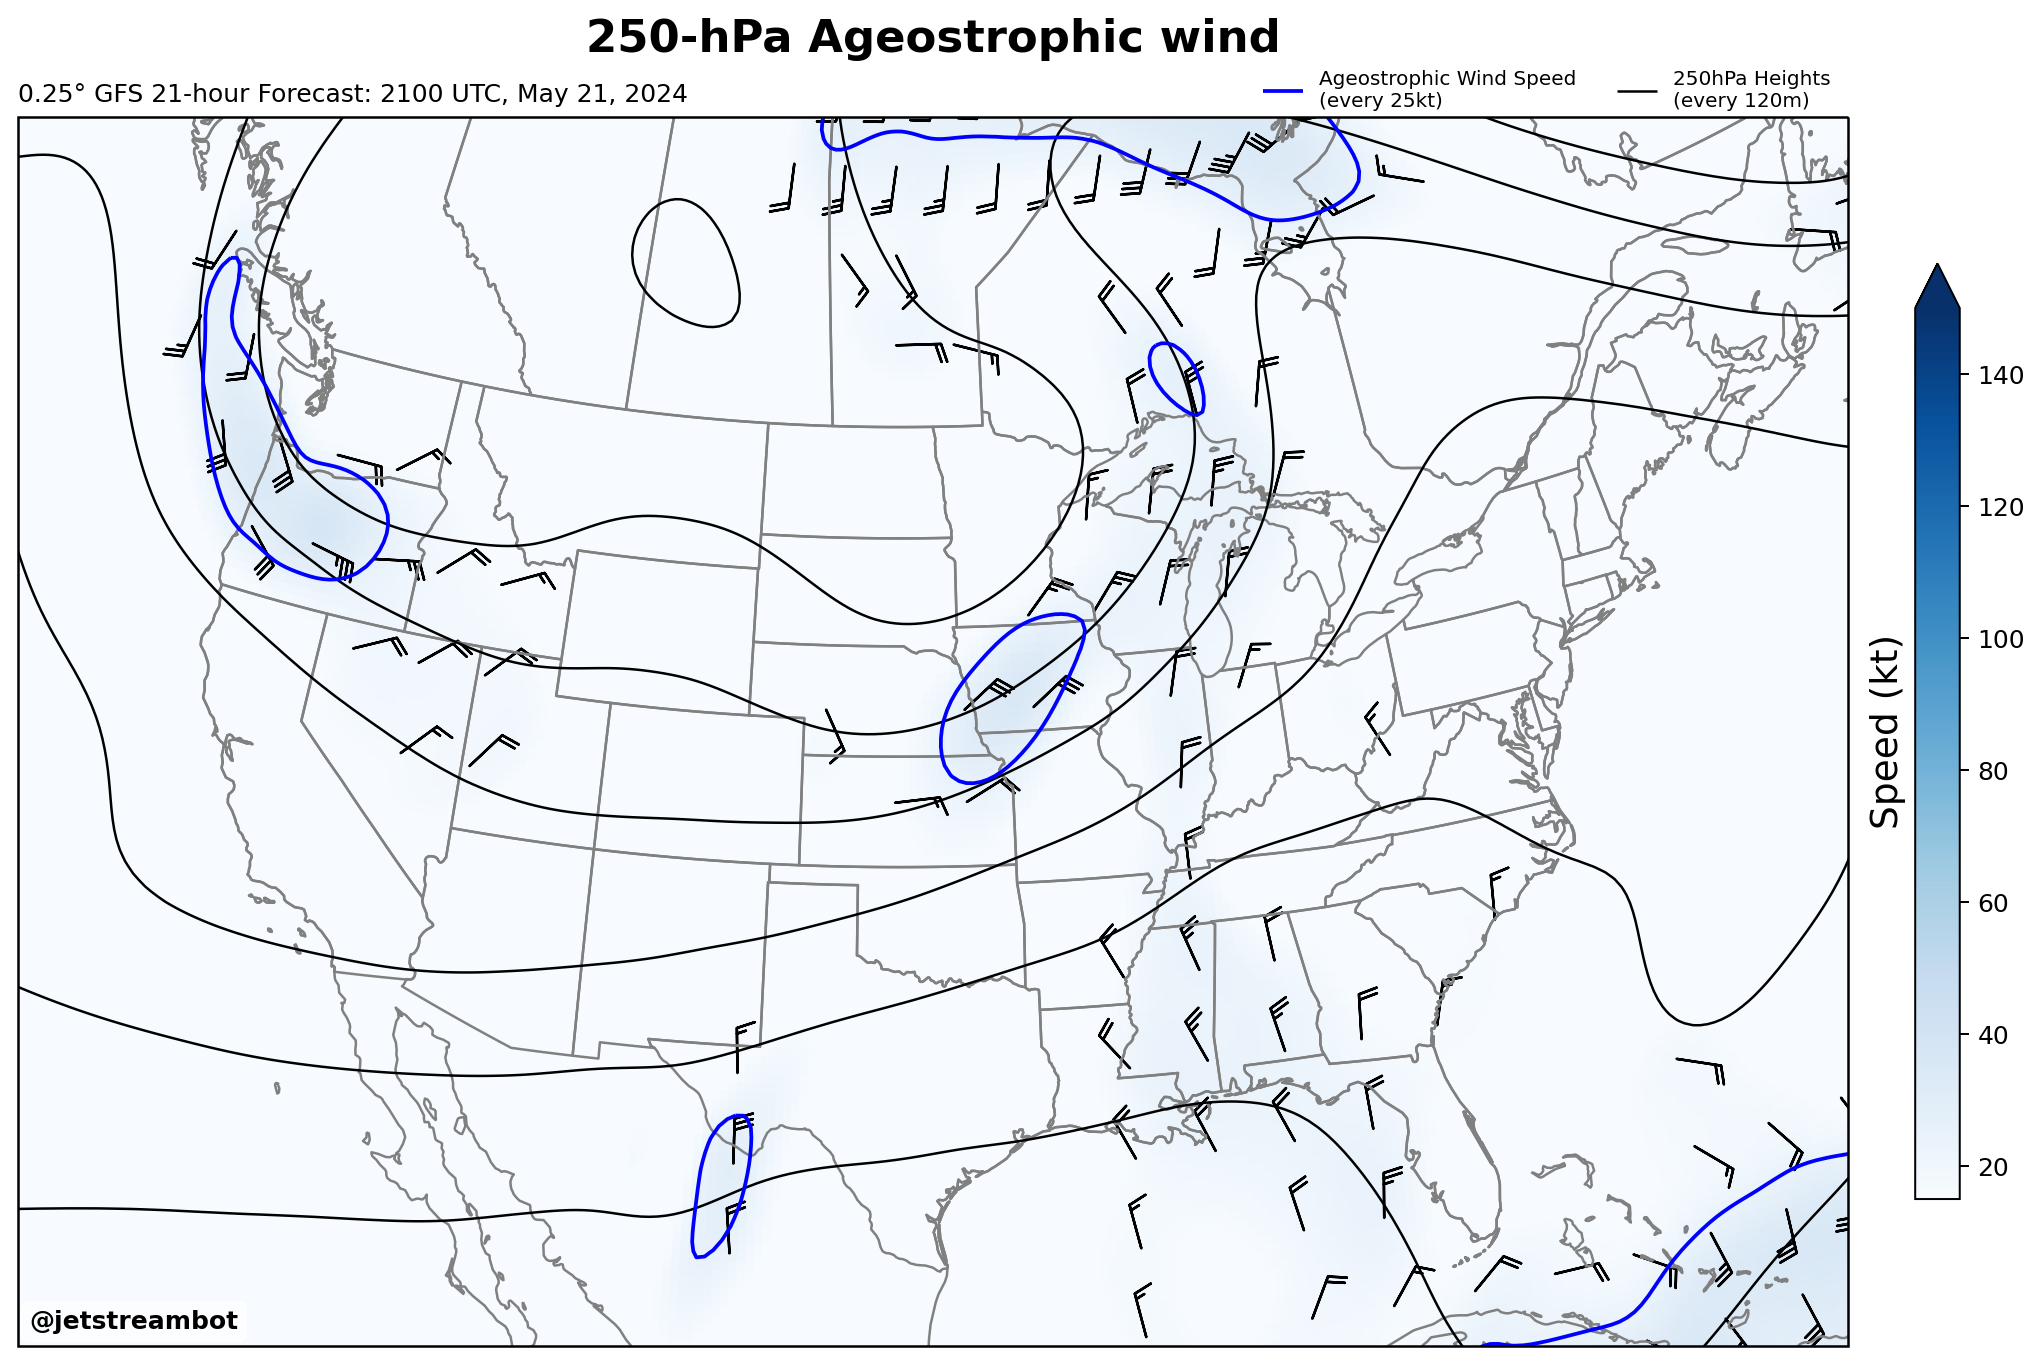 250-hPa Ageostrophic wind
0.25° GFS 21-hour Forecast: 2100 UTC, May 21, 2024
Ageostrophic Wind Speed
(every 25kt)
250hPa Heights
(every 120m)
140
120
100
80
60
40
20
Speed (kt)
@jetstreambot